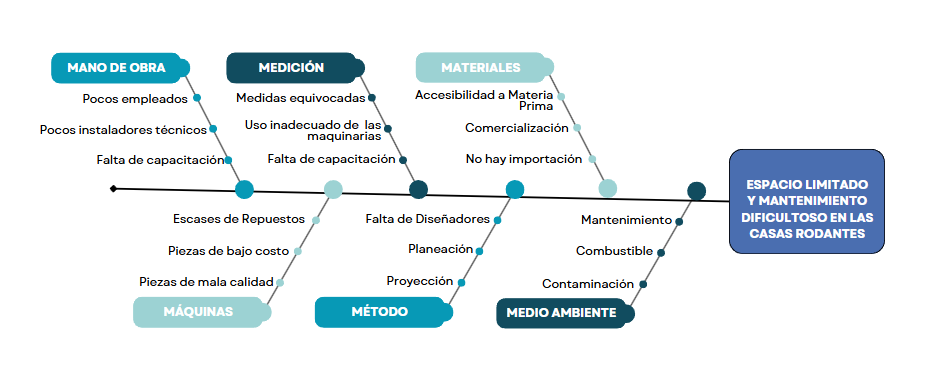 MANO DE OBRA
MEDICIÓN
MATERIALES
Pocos empleados
Pocos instaladores técnicos
Falta de capacitación
Medidas equivocadas
Uso inadecuado de las
maquinarias
Falta de capacitación
Accesibilidad a Materia
Prima
Comercialización
No hay importación
ESPACIO LIMITADO
Y MANTENIMIENTO
DIFICULTOSO EN LAS
CASAS RODANTES
Escases de Repuestos
Piezas de bajo costo
Piezas de mala calidad
Falta de Diseñadores
Planeación
Proyección
Mantenimiento
Combustible
Contaminación
MÁQUINAS
MÉTODO
MEDIO AMBIENTE